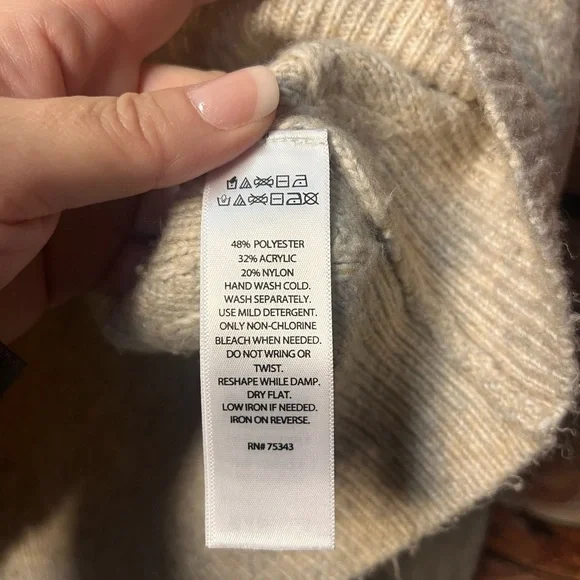 48% POLYESTER
32% ACRYLIC
20% NYLON
HAND WASH COLD.
WASH SEPARATELY.
USE MILD DETERGENT.
ONLY NON-CHLORINE
BLEACH WHEN NEEDED.
DO NOT WRING OR
TWIST.
RESHAPE WHILE DAMP.
DRY FLAT.
LOW IRON IF NEEDED.
IRON ON REVERSE.
RN# 75343